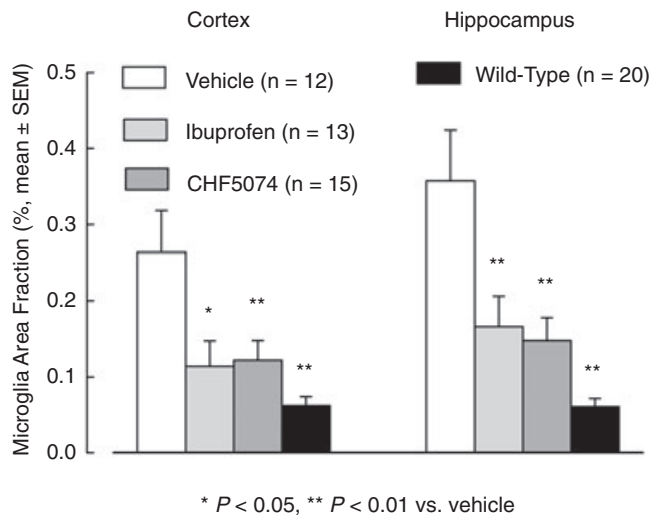 Cortex
Hippocampus
Microglia Area Fraction (%, mean ± SEM)
0.5
0.4
0.3
0.2
0.1
0.0
Vehicle (n = 12)
Ibuprofen (n = 13)
CHF5074 (n = 15)
Wild-Type (n = 20)
*
**
**
**
**
**
* P < 0.05, ** P < 0.01 vs. vehicle